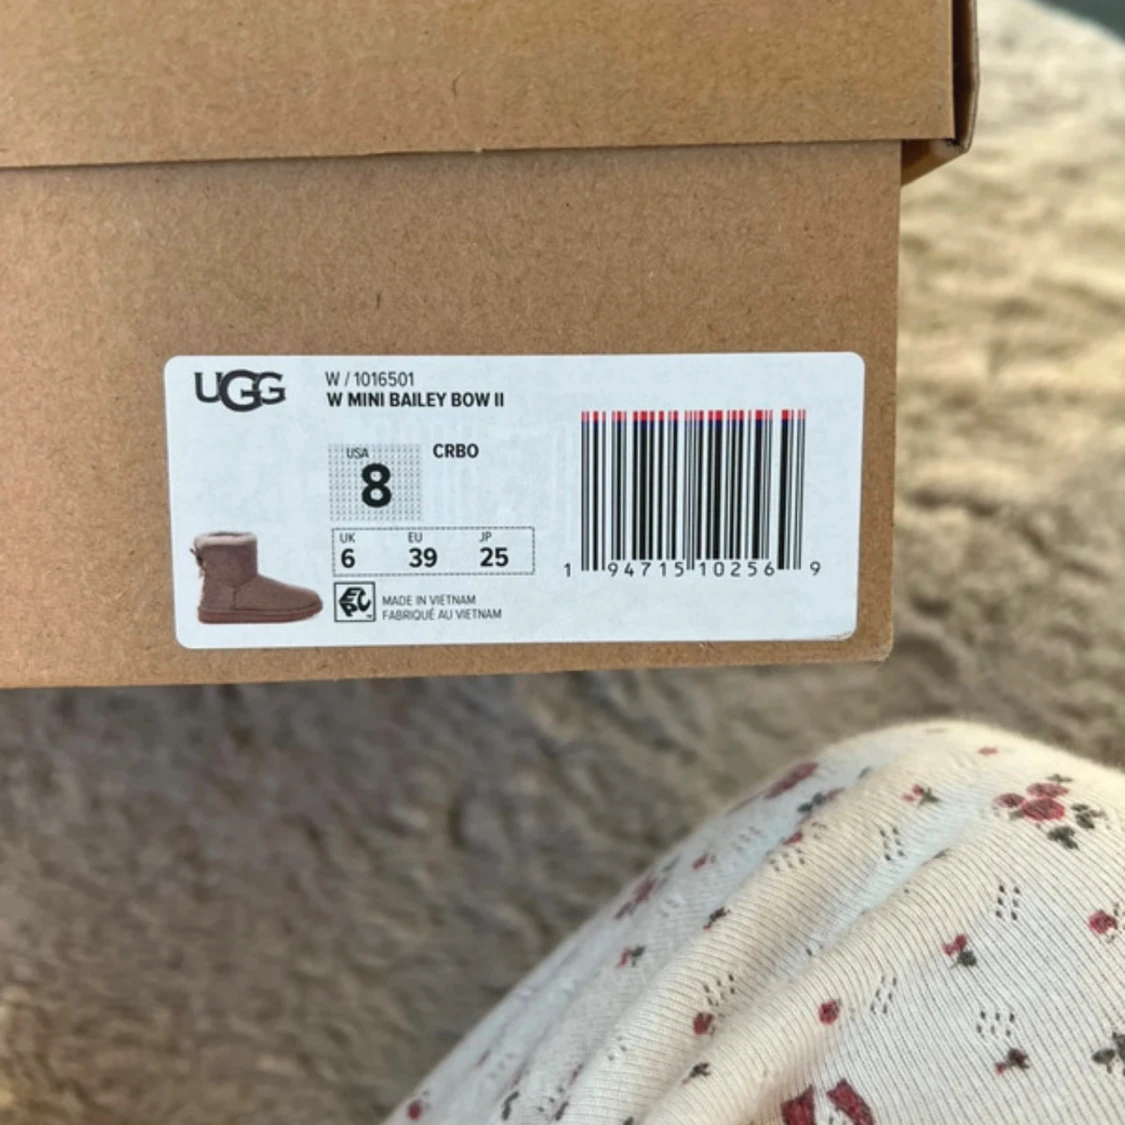 UGG
W / 1016501
W MINI BAILEY BOW II
USA
8
CRBO
UK EU JP
6 39 25
MADE IN VIETNAM
FABRIQUÉ AU VIETNAM
1 94715 10256 9